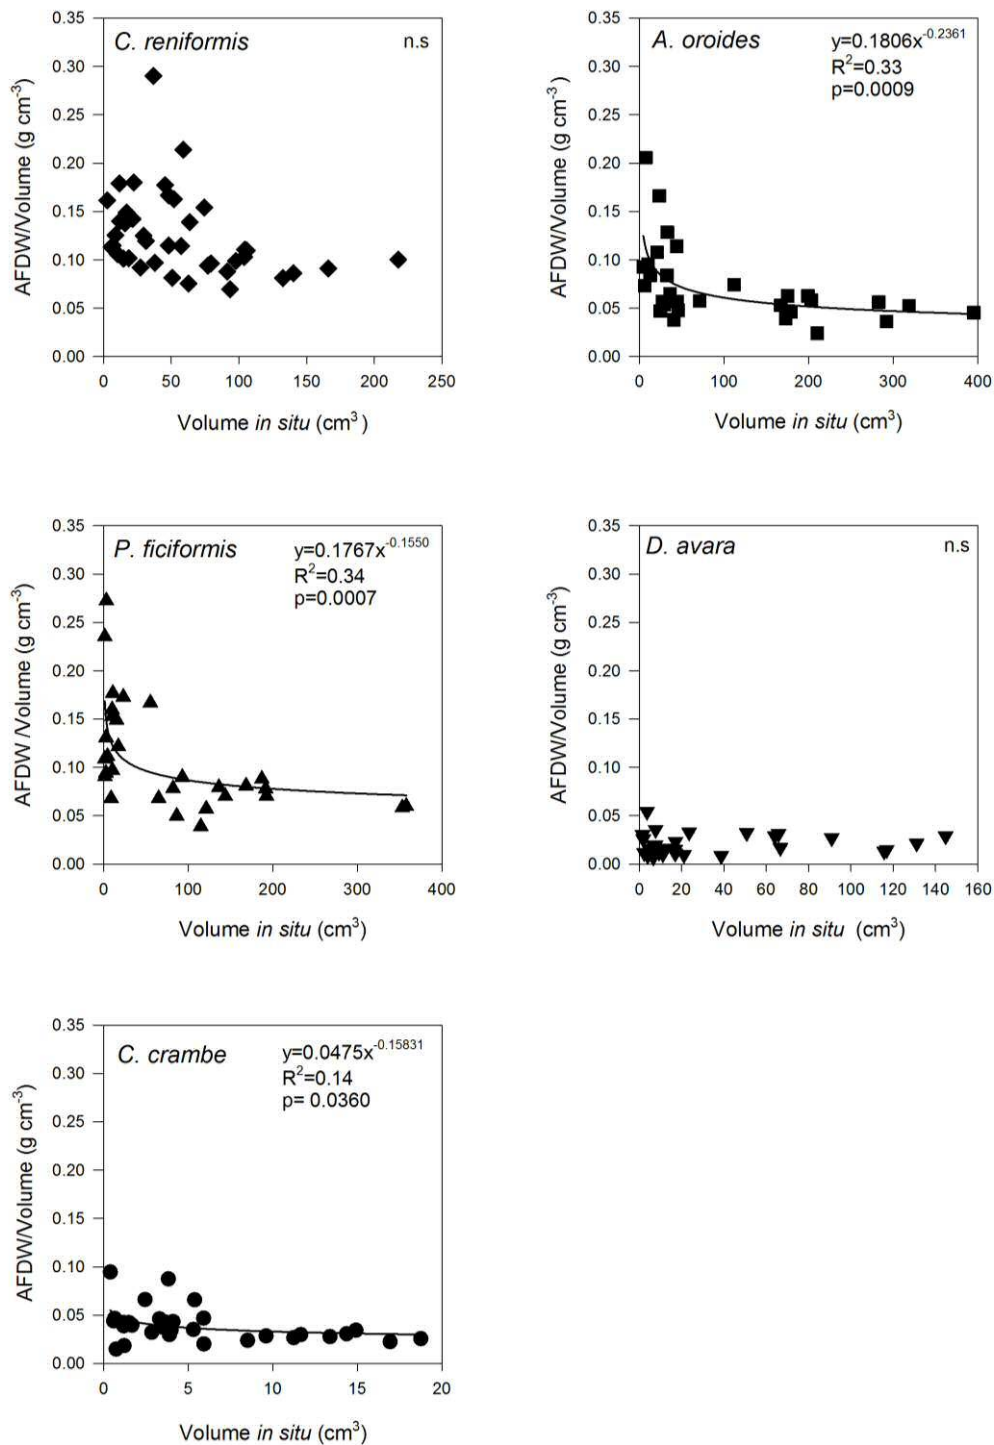 C. reniformis
n.s
0.35
0.30
0.25
0.20
0.15
0.10
0.05
0.00
AFDW/Volume (g cm⁻³)
0 50 100 150 200 250
Volume in situ (cm³)
A. oroides
y=0.1806x⁻⁰·²³⁶¹
R²=0.33
p=0.0009
0.35
0.30
0.25
0.20
0.15
0.10
0.05
0.00
AFDW/Volume (g cm⁻³)
0 100 200 300 400
Volume in situ (cm³)
P. ficiformis
y=0.1767x⁻⁰·¹⁵⁵⁰
R²=0.34
p=0.0007
0.35
0.30
0.25
0.20
0.15
0.10
0.05
0.00
AFDW /Volume (g cm⁻³)
0 100 200 300 400
Volume in situ (cm³)
D. avara
n.s
0.35
0.30
0.25
0.20
0.15
0.10
0.05
0.00
AFDW/Volume (g cm⁻³)
0 20 40 60 80 100 120 140 160
Volume in situ (cm³)
C. crambe
y=0.0475x⁻⁰·¹⁵⁸³¹
R²=0.14
p= 0.0360
0.35
0.30
0.25
0.20
0.15
0.10
0.05
0.00
AFDW/Volume (g cm⁻³)
0 5 10 15 20
Volume in situ (cm³)